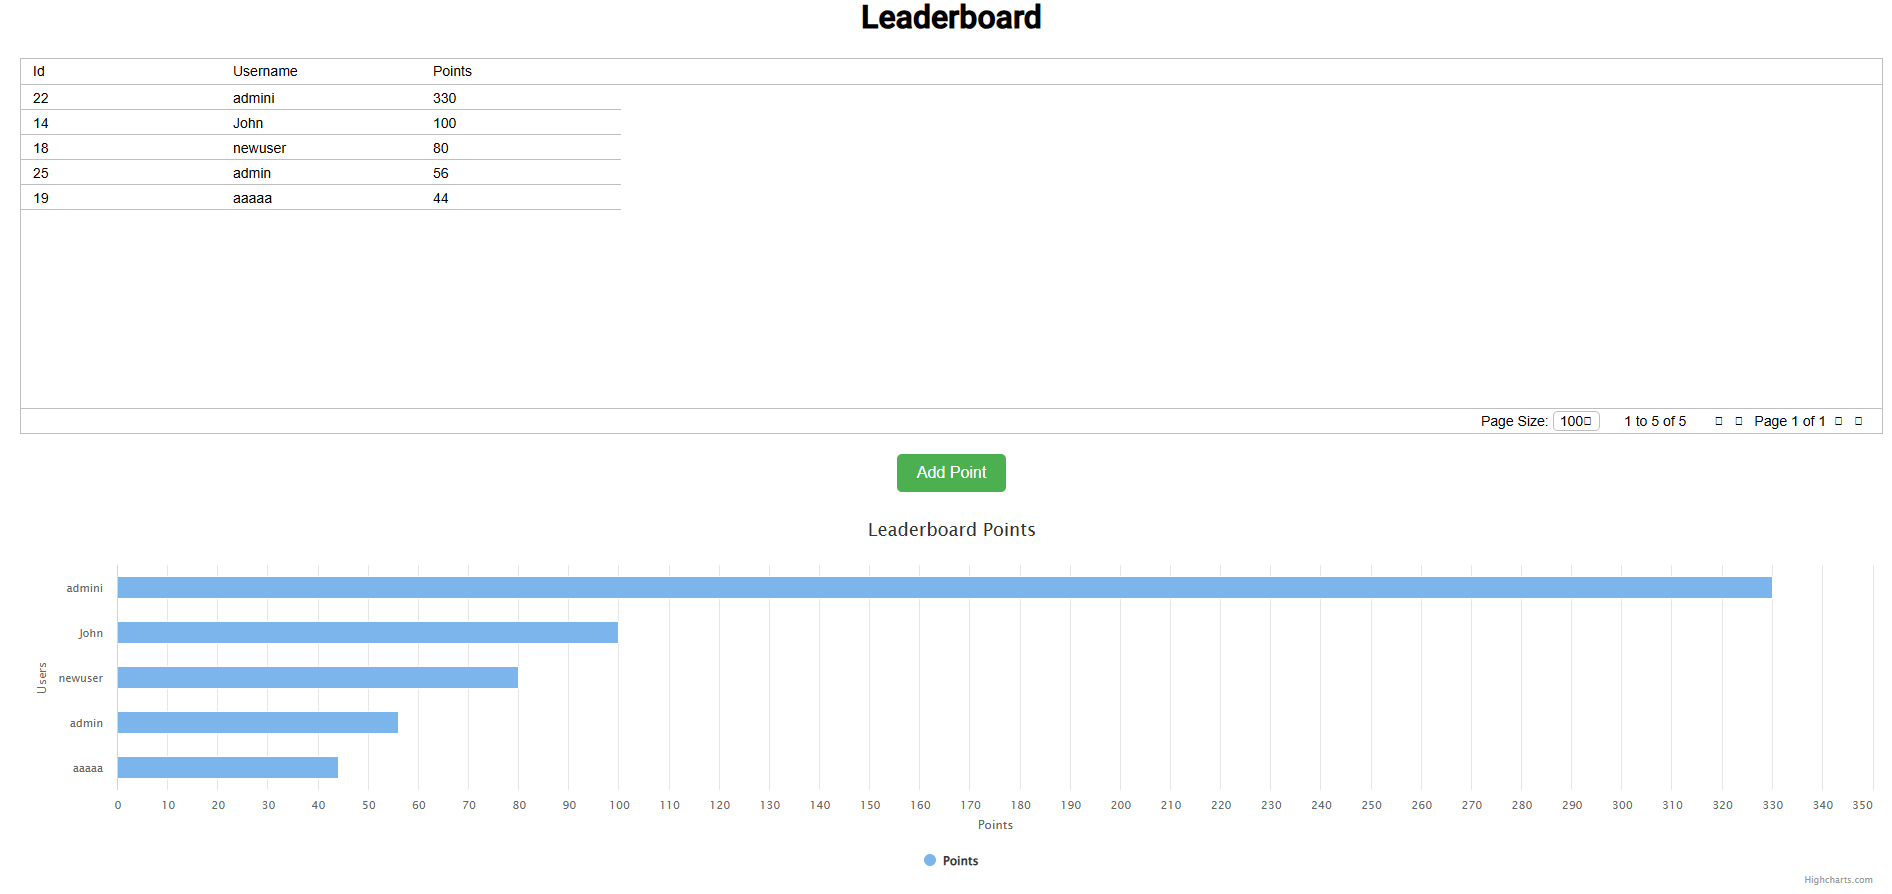 Leaderboard
Id Username Points
22 admini 330
14 John 100
18 newuser 80
25 admin 56
19 aaaaa 44
Page Size: 100 1 to 5 of 5 Page 1 of 1
Add Point
Leaderboard Points
admini
John
newuser
admin
aaaaa
Users
0 10 20 30 40 50 60 70 80 90 100 110 120 130 140 150 160 170 180 190 200 210 220 230 240 250 260 270 280 290 300 310 320 330 340 350
Points
Points
Highcharts.com